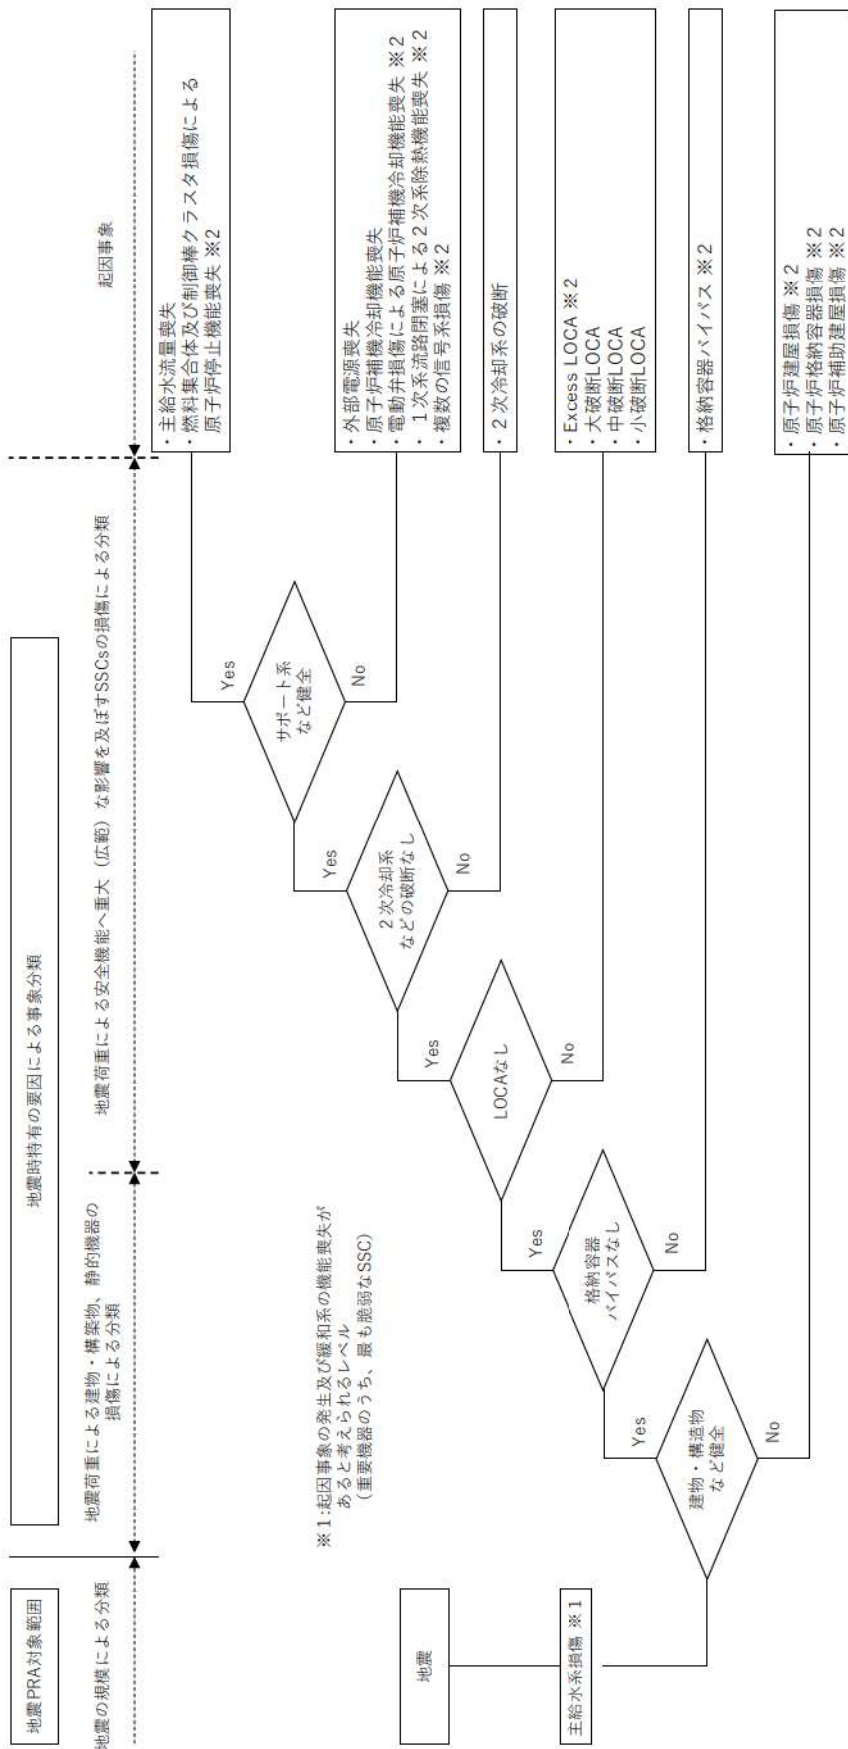 地震PRA対象範囲
地震時特有の要因による事象分類
地震の規模による分類
地震荷重による建物・構築物、静的機器の
損傷による分類
地震荷重による安全機能へ重大（広範）な影響を及ぼすSSCsの損傷による分類
起因事象
地震
主給水系損傷 ※1
※1:起因事象の発生及び緩和系の機能喪失が
あると考えられるレベル
（重要機器のうち、最も脆弱なSSC）
建物・構造物
など健全
Yes
No
格納容器
バイパスなし
Yes
No
LOCAなし
Yes
No
2次冷却系
などの破断なし
Yes
No
サポート系
など健全
Yes
No
・主給水流量喪失
・燃料集合体及び制御棒クラスタ損傷による
原子炉停止機能喪失 ※2
・外部電源喪失
・原子炉補機冷却機能喪失
・電動弁損傷による原子炉補機冷却機能喪失 ※2
・1次系流路閉塞による2次系除熱機能喪失 ※2
・複数の信号系損傷 ※2
・2次冷却系の破断
・Excess LOCA ※2
・大破断LOCA
・中破断LOCA
・小破断LOCA
・格納容器バイパス ※2
・原子炉建屋損傷 ※2
・原子炉格納容器損傷 ※2
・原子炉補助建屋損傷 ※2